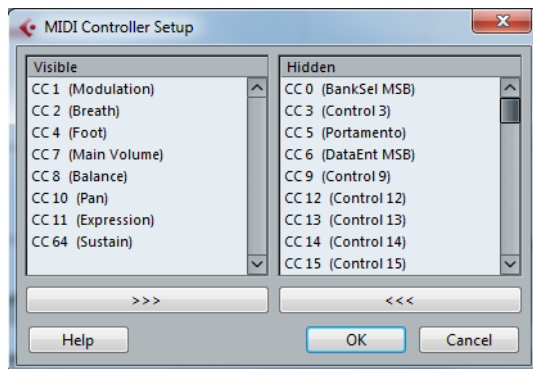 MIDI Controller Setup
Visible
CC 1 (Modulation)
CC 2 (Breath)
CC 4 (Foot)
CC 7 (Main Volume)
CC 8 (Balance)
CC 10 (Pan)
CC 11 (Expression)
CC 64 (Sustain)
>>>
Hidden
CC 0 (BankSel MSB)
CC 3 (Control 3)
CC 5 (Portamento)
CC 6 (DataEnt MSB)
CC 9 (Control 9)
CC 12 (Control 12)
CC 13 (Control 13)
CC 14 (Control 14)
CC 15 (Control 15)
<<<
Help
OK
Cancel